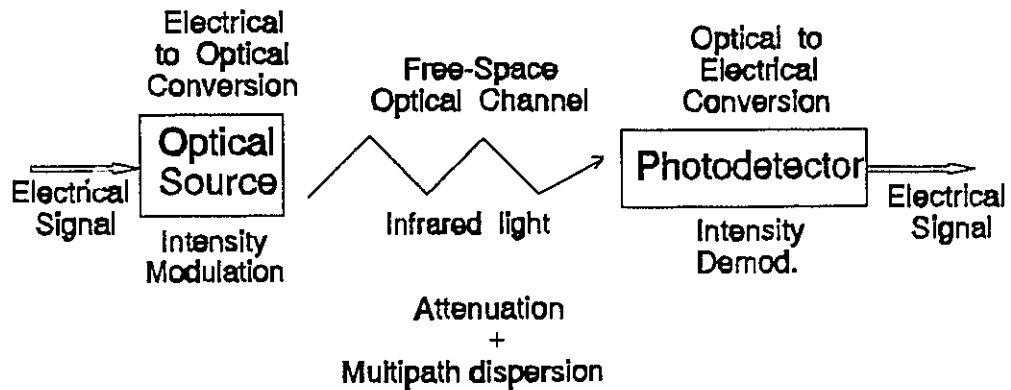 Electrical
to Optical
Conversion
Optical
Source
Electrical
Signal
Intensity
Modulation
Free-Space
Optical Channel
Infrared light
Attenuation
+
Multipath dispersion
Optical to
Electrical
Conversion
Photodetector
Intensity
Demod.
Electrical
Signal